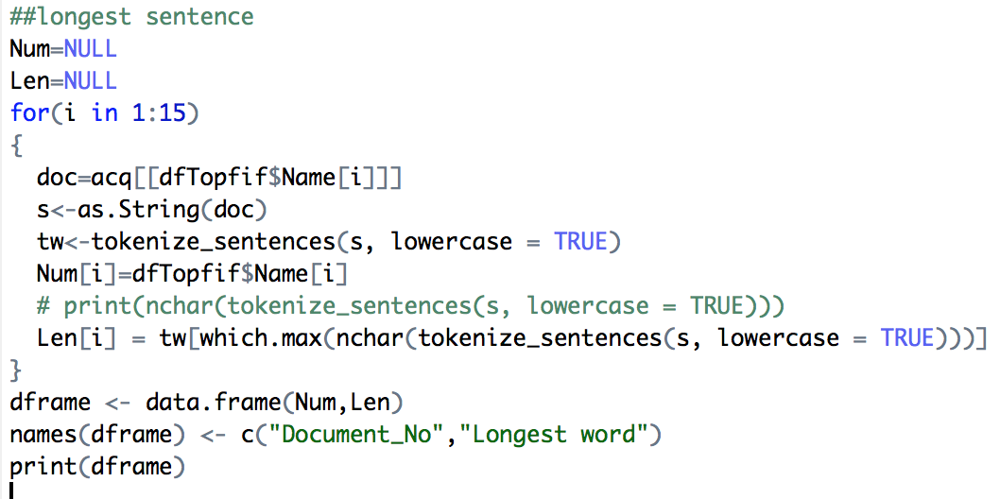 ##longest sentence
Num=NULL
Len=NULL
for(i in 1:15)
{
  doc=acq[[dfTopfif$Name[i]]]
  s<-as.String(doc)
  tw<-tokenize_sentences(s, lowercase = TRUE)
  Num[i]=dfTopfif$Name[i]
  # print(nchar(tokenize_sentences(s, lowercase = TRUE)))
  Len[i] = tw[which.max(nchar(tokenize_sentences(s, lowercase = TRUE)))]
}
dframe <- data.frame(Num,Len)
names(dframe) <- c("Document_No","Longest word")
print(dframe)